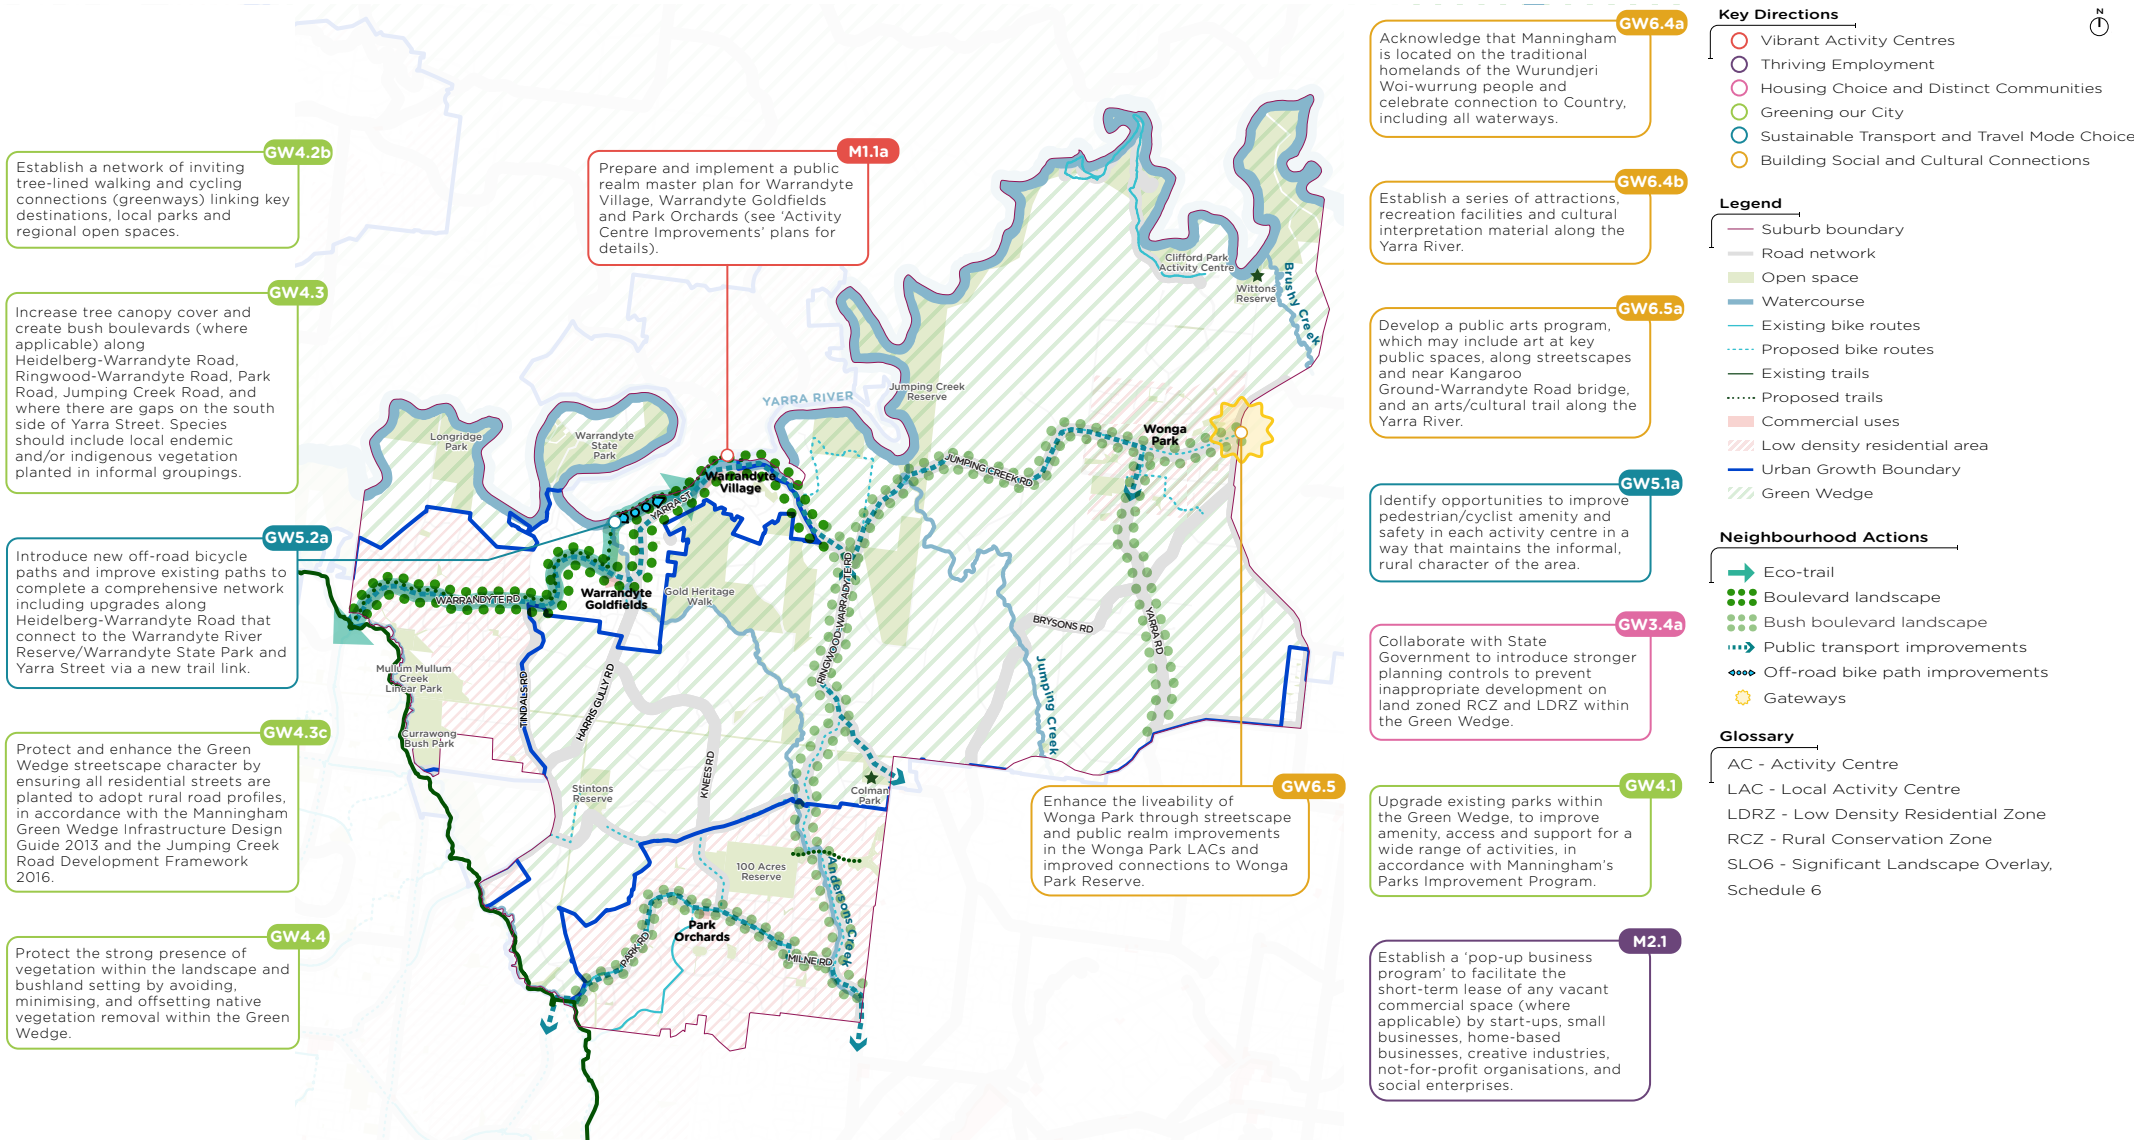 GW4.2b
Establish a network of inviting
tree-lined walking and cycling
connections (greenways) linking key
destinations, local parks and
regional open spaces.
GW4.3
Increase tree canopy cover and
create bush boulevards (where
applicable) along
Heidelberg-Warrandyte Road,
Ringwood-Warrandyte Road, Park
Road, Jumping Creek Road, and
where there are gaps on the south
side of Yarra Street. Species
should include local endemic
and/or indigenous vegetation
planted in informal groupings.
GW5.2a
Introduce new off-road bicycle
paths and improve existing paths to
complete a comprehensive network
including upgrades along
Heidelberg-Warrandyte Road that
connect to the Warrandyte River
Reserve/Warrandyte State Park and
Yarra Street via a new trail link.
GW4.3c
Protect and enhance the Green
Wedge streetscape character by
ensuring all residential streets are
planted to adopt rural road profiles,
in accordance with the Manningham
Green Wedge Infrastructure Design
Guide 2013 and the Jumping Creek
Road Development Framework
2016.
GW4.4
Protect the strong presence of
vegetation within the landscape and
bushland setting by avoiding,
minimising, and offsetting native
vegetation removal within the Green
Wedge.
M1.1a
Prepare and implement a public
realm master plan for Warrandyte
Village, Warrandyte Goldfields
and Park Orchards (see 'Activity
Centre Improvements' plans for
details).
Clifford Park
Activity Centre
Wittons
Reserve
Brushy Creek
Jumping Creek
Reserve
YARRA RIVER
Longridge
Park
Warrandyte
State
Park
Wonga
Park
JUMPING CREEK RD
Warrandyte
Village
YARRA ST
WARRANDYTE RD
Warrandyte
Goldfields
Gold Heritage
Walk
RINGWOOD-WARRADYTE RD
BRYSONS RD
YARRA RD
Mullum Mullum
Creek
Linear Park
TINDALS RD
HARRIS GULLY RD
Jumping Creek
Currawong
Bush Park
KNEES RD
Stintons
Reserve
Colman
Park
100 Acres
Reserve
Andersons Creek
Park
Orchards
PARK RD
MILNE RD
GW6.5
Enhance the liveability of
Wonga Park through streetscape
and public realm improvements
in the Wonga Park LACs and
improved connections to Wonga
Park Reserve.
GW6.4a
Acknowledge that Manningham
is located on the traditional
homelands of the Wurundjeri
Woi-wurrung people and
celebrate connection to Country,
including all waterways.
GW6.4b
Establish a series of attractions,
recreation facilities and cultural
interpretation material along the
Yarra River.
GW6.5a
Develop a public arts program,
which may include art at key
public spaces, along streetscapes
and near Kangaroo
Ground-Warrandyte Road bridge,
and an arts/cultural trail along the
Yarra River.
GW5.1a
Identify opportunities to improve
pedestrian/cyclist amenity and
safety in each activity centre in a
way that maintains the informal,
rural character of the area.
GW3.4a
Collaborate with State
Government to introduce stronger
planning controls to prevent
inappropriate development on
land zoned RCZ and LDRZ within
the Green Wedge.
GW4.1
Upgrade existing parks within
the Green Wedge, to improve
amenity, access and support for a
wide range of activities, in
accordance with Manningham's
Parks Improvement Program.
M2.1
Establish a 'pop-up business
program' to facilitate the
short-term lease of any vacant
commercial space (where
applicable) by start-ups, small
businesses, home-based
businesses, creative industries,
not-for-profit organisations, and
social enterprises.
N
Key Directions
Vibrant Activity Centres
Thriving Employment
Housing Choice and Distinct Communities
Greening our City
Sustainable Transport and Travel Mode Choice
Building Social and Cultural Connections
Legend
Suburb boundary
Road network
Open space
Watercourse
Existing bike routes
Proposed bike routes
Existing trails
Proposed trails
Commercial uses
Low density residential area
Urban Growth Boundary
Green Wedge
Neighbourhood Actions
Eco-trail
Boulevard landscape
Bush boulevard landscape
Public transport improvements
Off-road bike path improvements
Gateways
Glossary
AC - Activity Centre
LAC - Local Activity Centre
LDRZ - Low Density Residential Zone
RCZ - Rural Conservation Zone
SLO6 - Significant Landscape Overlay,
Schedule 6